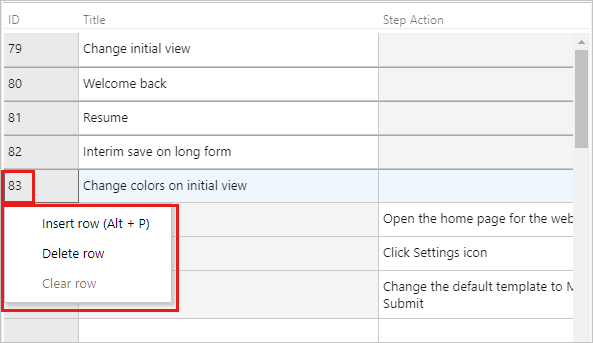 ID Title Step Action
79 Change initial view
80 Welcome back
81 Resume
82 Interim save on long form
83 Change colors on initial view
Insert row (Alt + P)
Open the home page for the web
Delete row
Click Settings icon
Clear row
Change the default template to M
Submit